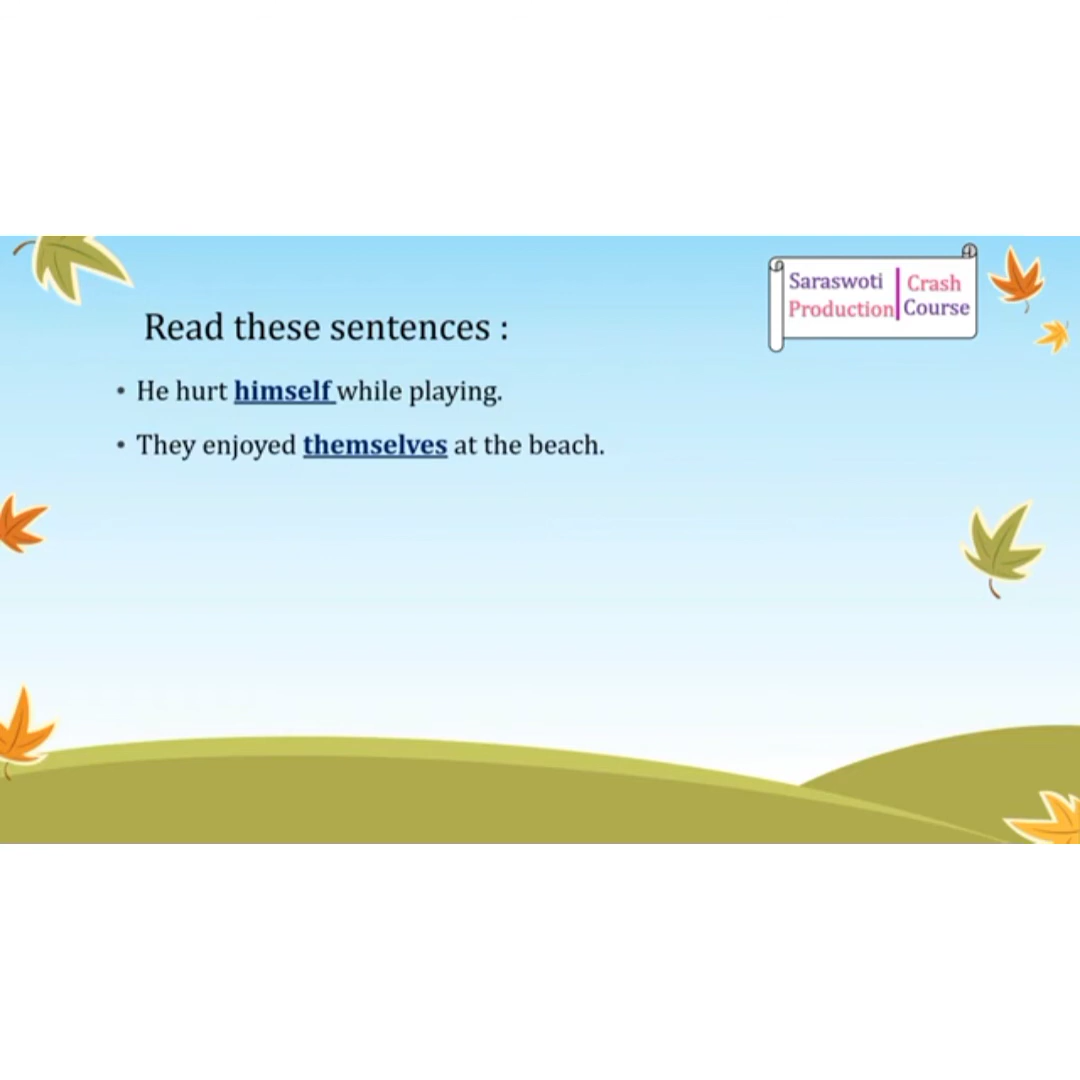 Saraswoti Production | Crash Course
Read these sentences :
• He hurt himself while playing.
• They enjoyed themselves at the beach.